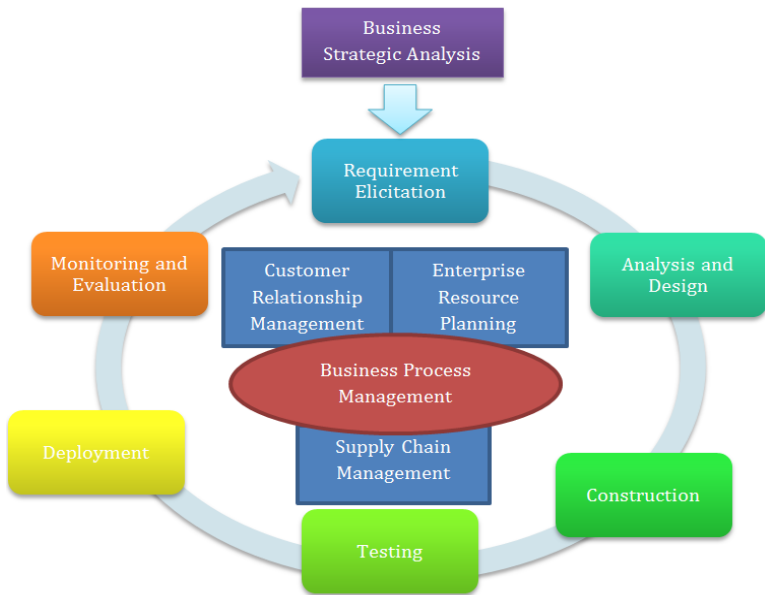 Business
Strategic Analysis
Requirement
Elicitation
Monitoring and
Evaluation
Customer
Relationship
Management
Enterprise
Resource
Planning
Analysis and
Design
Business Process
Management
Deployment
Supply Chain
Management
Construction
Testing